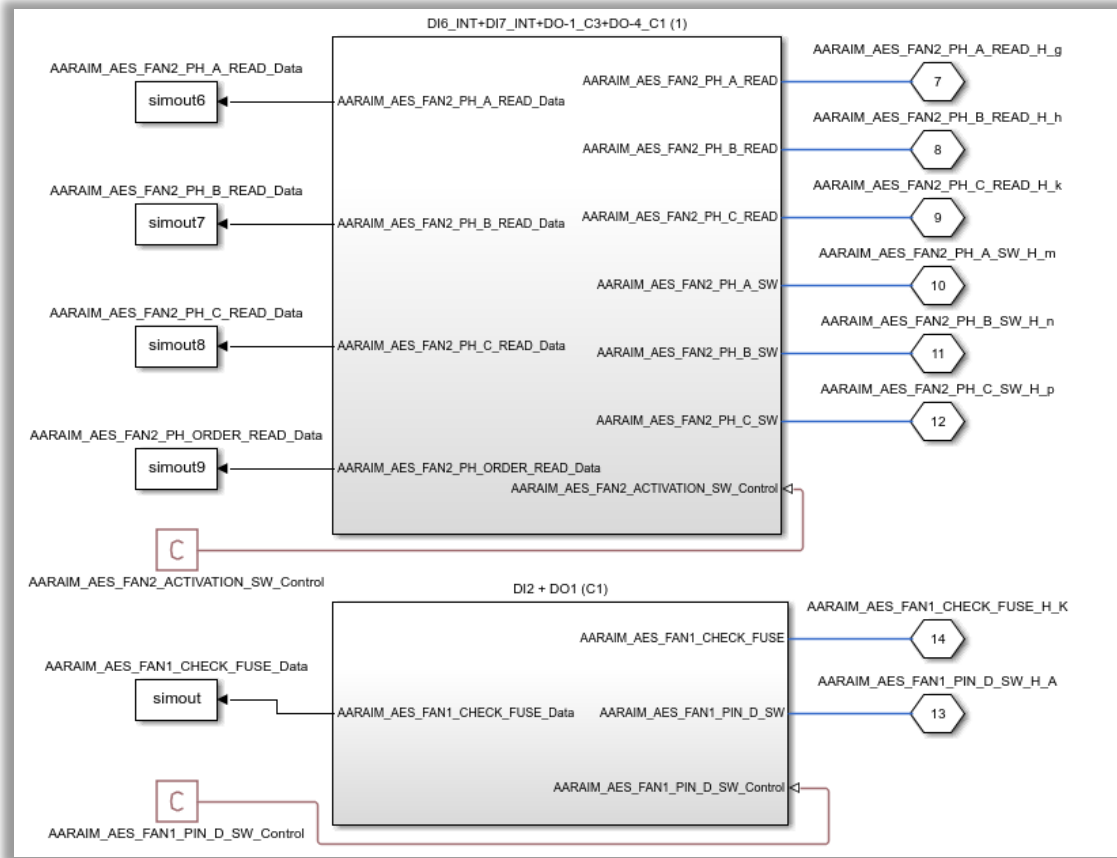 DI6_INT+DI7_INT+DO-1_C3+DO-4_C1 (1)
AARAIM_AES_FAN2_PH_A_READ_Data
simout6
AARAIM_AES_FAN2_PH_A_READ_Data
AARAIM_AES_FAN2_PH_A_READ
AARAIM_AES_FAN2_PH_A_READ_H_g
7
AARAIM_AES_FAN2_PH_B_READ
AARAIM_AES_FAN2_PH_B_READ_H_h
8
AARAIM_AES_FAN2_PH_B_READ_Data
simout7
AARAIM_AES_FAN2_PH_B_READ_Data
AARAIM_AES_FAN2_PH_C_READ
AARAIM_AES_FAN2_PH_C_READ_H_k
9
AARAIM_AES_FAN2_PH_A_SW
AARAIM_AES_FAN2_PH_A_SW_H_m
10
AARAIM_AES_FAN2_PH_C_READ_Data
simout8
AARAIM_AES_FAN2_PH_C_READ_Data
AARAIM_AES_FAN2_PH_B_SW
AARAIM_AES_FAN2_PH_B_SW_H_n
11
AARAIM_AES_FAN2_PH_C_SW
AARAIM_AES_FAN2_PH_C_SW_H_p
12
AARAIM_AES_FAN2_PH_ORDER_READ_Data
simout9
AARAIM_AES_FAN2_PH_ORDER_READ_Data
AARAIM_AES_FAN2_ACTIVATION_SW_Control
C
AARAIM_AES_FAN2_ACTIVATION_SW_Control
DI2 + DO1 (C1)
AARAIM_AES_FAN1_CHECK_FUSE
AARAIM_AES_FAN1_CHECK_FUSE_H_K
14
AARAIM_AES_FAN1_CHECK_FUSE_Data
simout
AARAIM_AES_FAN1_CHECK_FUSE_Data
AARAIM_AES_FAN1_PIN_D_SW
AARAIM_AES_FAN1_PIN_D_SW_H_A
13
AARAIM_AES_FAN1_PIN_D_SW_Control
C
AARAIM_AES_FAN1_PIN_D_SW_Control